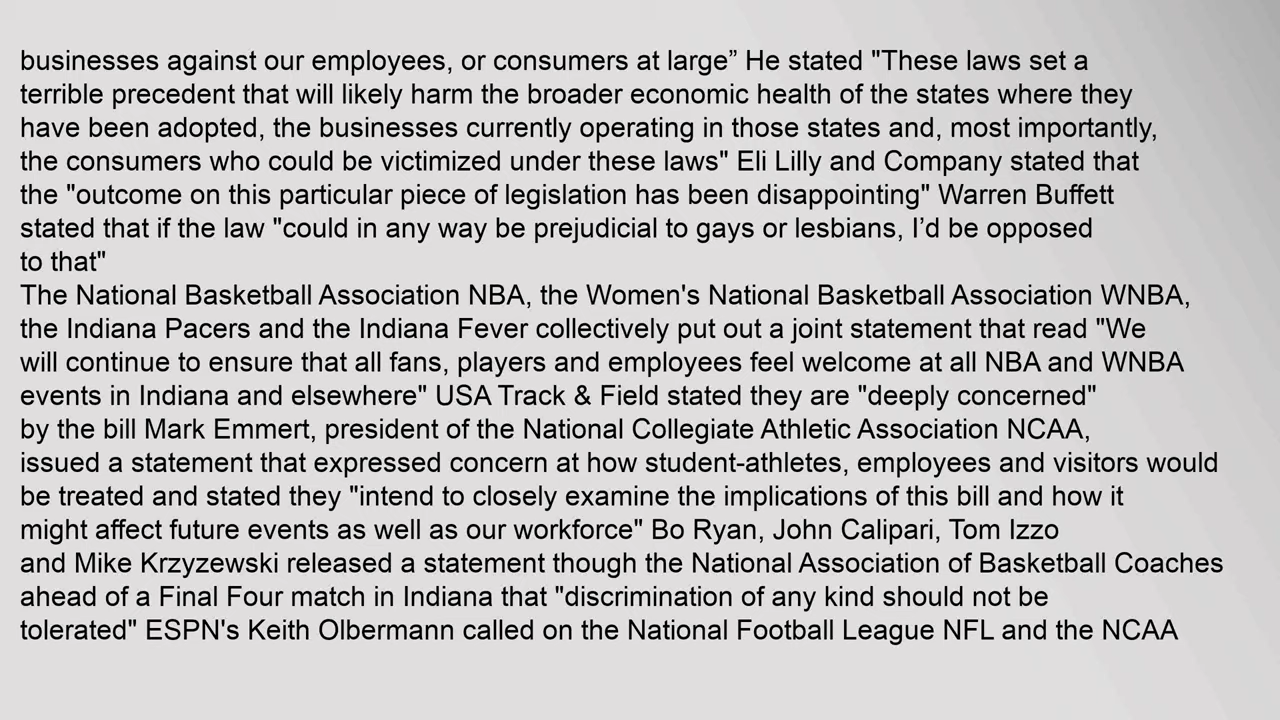 businesses against our employees, or consumers at large” He stated "These laws set a
terrible precedent that will likely harm the broader economic health of the states where they
have been adopted, the businesses currently operating in those states and, most importantly,
the consumers who could be victimized under these laws" Eli Lilly and Company stated that
the "outcome on this particular piece of legislation has been disappointing" Warren Buffett
stated that if the law "could in any way be prejudicial to gays or lesbians, I’d be opposed
to that"
The National Basketball Association NBA, the Women's National Basketball Association WNBA,
the Indiana Pacers and the Indiana Fever collectively put out a joint statement that read "We
will continue to ensure that all fans, players and employees feel welcome at all NBA and WNBA
events in Indiana and elsewhere" USA Track & Field stated they are "deeply concerned"
by the bill Mark Emmert, president of the National Collegiate Athletic Association NCAA,
issued a statement that expressed concern at how student-athletes, employees and visitors would
be treated and stated they "intend to closely examine the implications of this bill and how it
might affect future events as well as our workforce" Bo Ryan, John Calipari, Tom Izzo
and Mike Krzyzewski released a statement though the National Association of Basketball Coaches
ahead of a Final Four match in Indiana that "discrimination of any kind should not be
tolerated" ESPN's Keith Olbermann called on the National Football League NFL and the NCAA